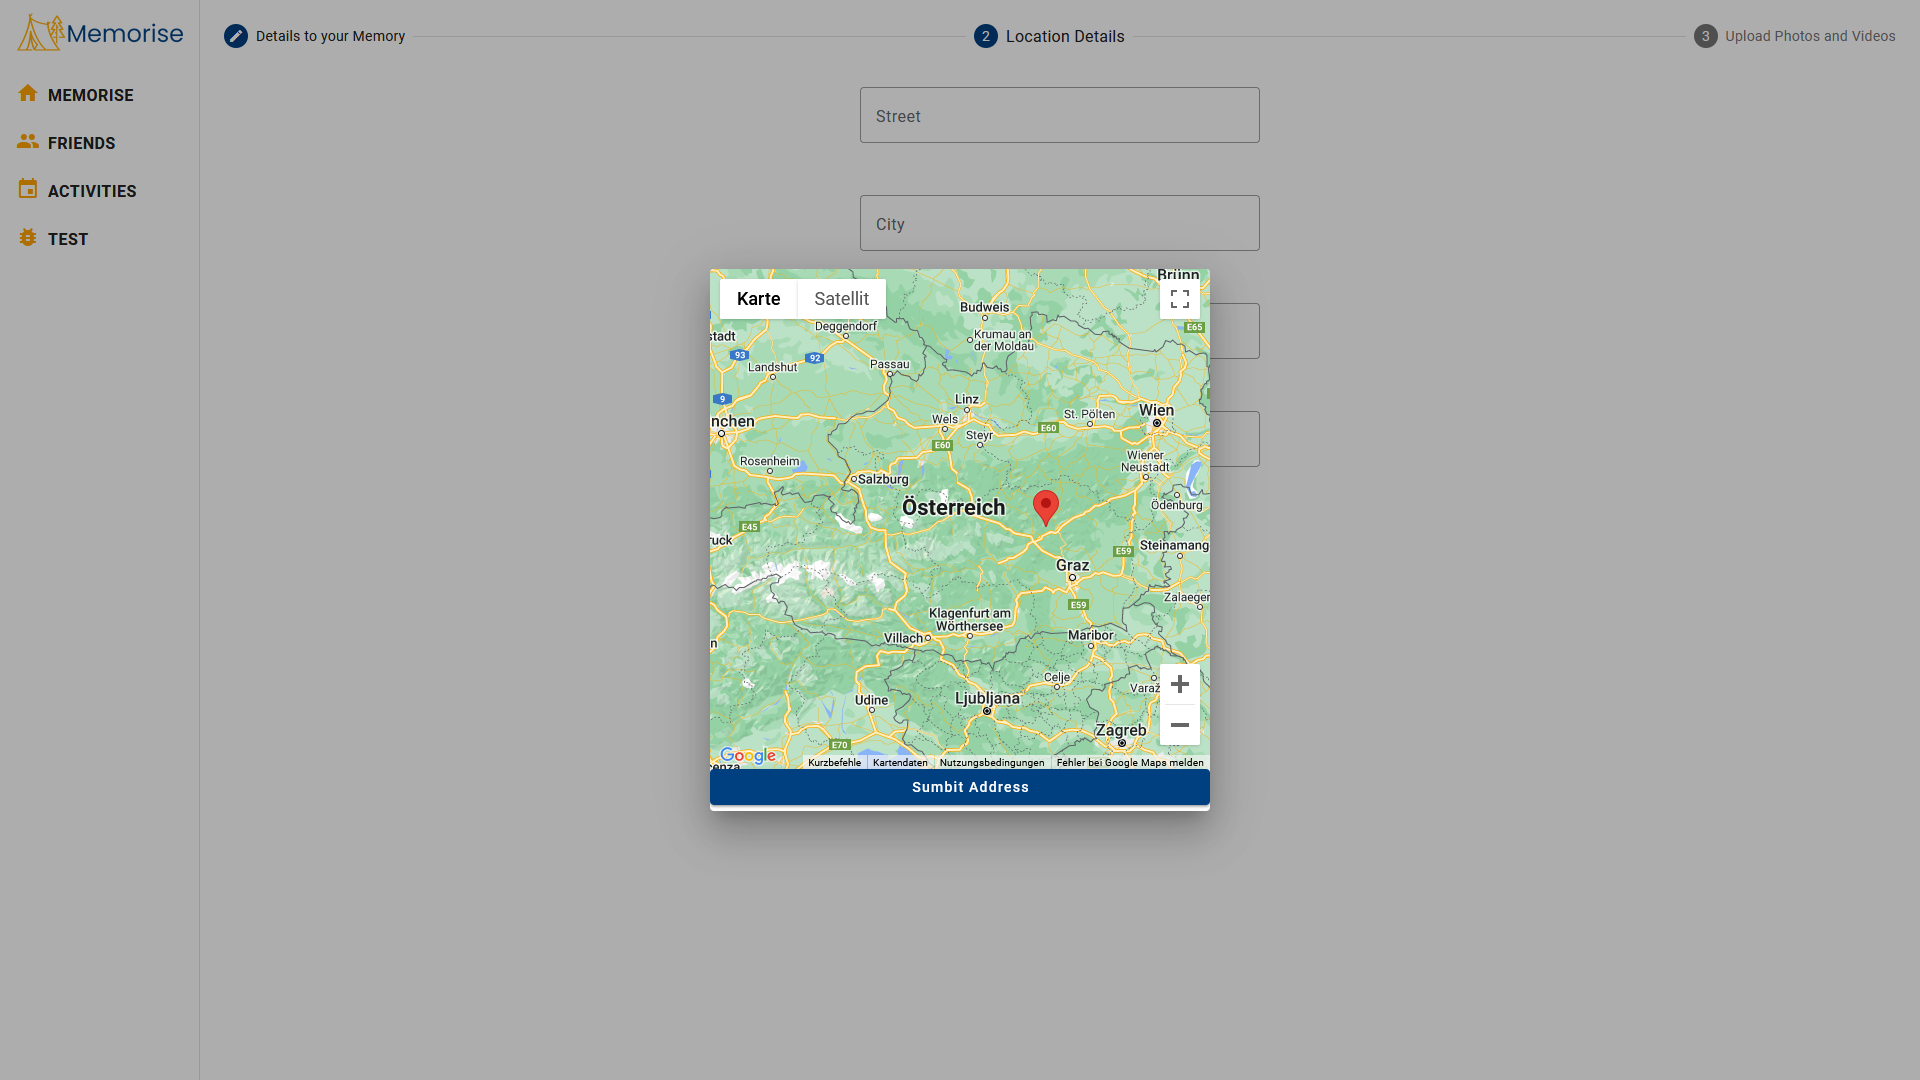 Memorise
Details to your Memory
2 Location Details
3 Upload Photos and Videos
MEMORISE
FRIENDS
ACTIVITIES
TEST
Street
City
Karte
Satellit
Brünn
Budweis
Deggendorf
E65
stadt
Krumau an
der Moldau
93
92
Landshut
Passau
9
Linz
nchen
Wels
St. Pölten
Wien
E60
Steyr
E60
Rosenheim
Wiener
Neustadt
Salzburg
Österreich
Ödenburg
E45
ruck
Steinamang
E59
Graz
Zalaeger
E59
Klagenfurt am
Wörthersee
Villach
Maribor
n
Celje
Varaž
Udine
Ljubljana
Zagreb
E70
Google
cenza
Kurzbefehle
Kartendaten
Nutzungsbedingungen
Fehler bei Google Maps melden
Sumbit Address